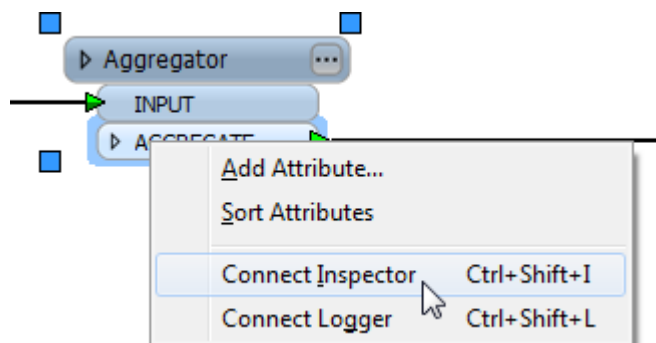 Aggregator
INPUT
AGGREGATE
Add Attribute...
Sort Attributes
Connect Inspector Ctrl+Shift+I
Connect Logger Ctrl+Shift+L